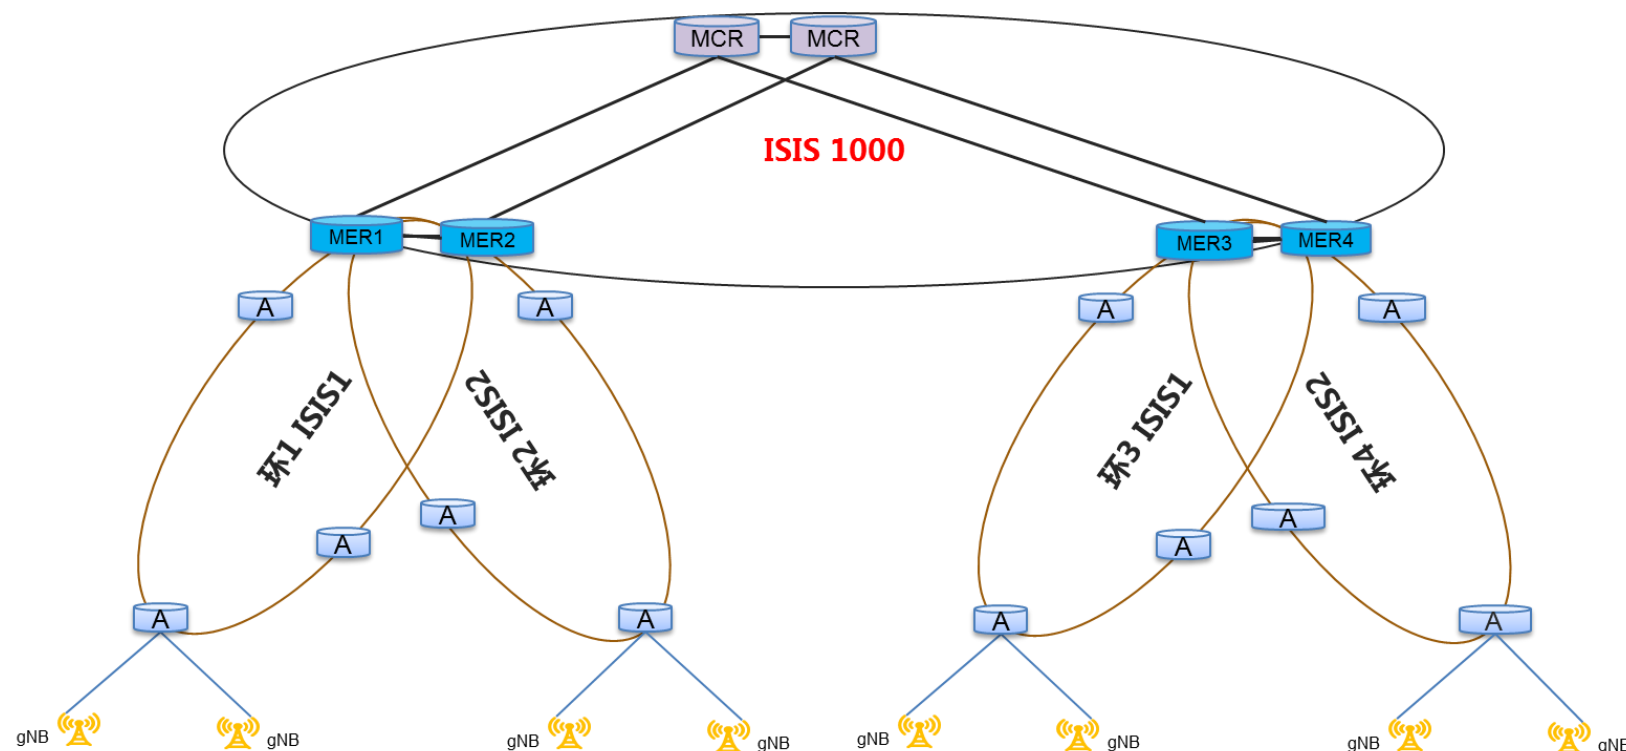 MCR
MCR
ISIS 1000
MER1
MER2
MER3
MER4
A
A
A
A
环1 ISIS1
环2 ISIS2
环3 ISIS1
环4 ISIS2
A
A
A
A
A
A
A
A
gNB
gNB
gNB
gNB
gNB
gNB
gNB
gNB